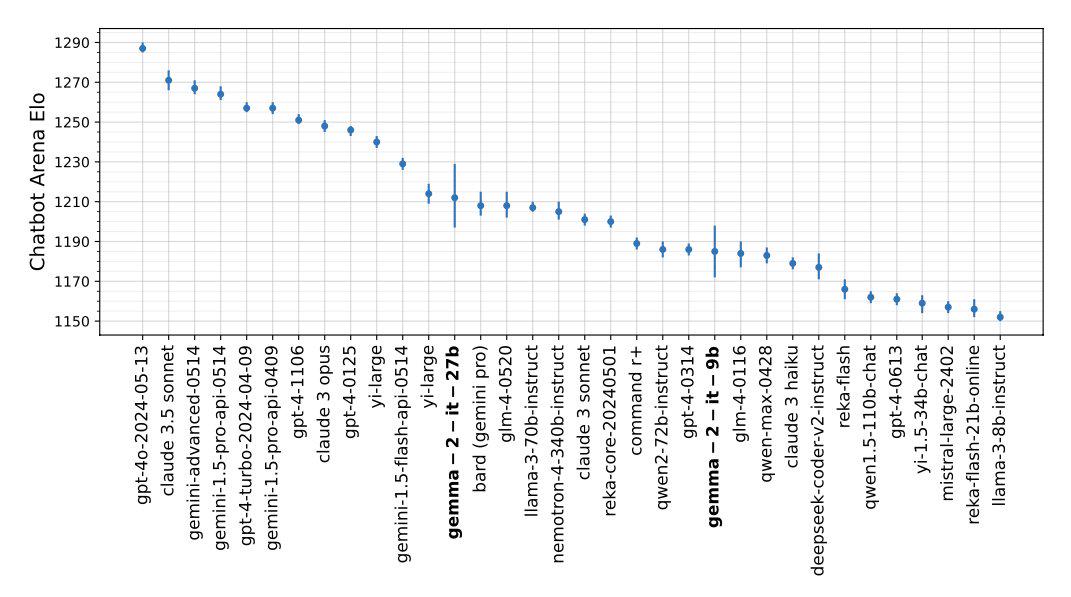 Chatbot Arena Elo
1290
1270
1250
1230
1210
1190
1170
1150
gpt-4o-2024-05-13
claude 3.5 sonnet
gemini-advanced-0514
gemini-1.5-pro-api-0514
gpt-4-turbo-2024-04-09
gemini-1.5-pro-api-0409
gpt-4-1106
claude 3 opus
gpt-4-0125
yi-large
gemini-1.5-flash-api-0514
yi-large
gemma − 2 − it − 27b
bard (gemini pro)
glm-4-0520
llama-3-70b-instruct
nemotron-4-340b-instruct
claude 3 sonnet
reka-core-20240501
command r+
qwen2-72b-instruct
gpt-4-0314
gemma − 2 − it − 9b
glm-4-0116
qwen-max-0428
claude 3 haiku
deepseek-coder-v2-instruct
reka-flash
qwen1.5-110b-chat
gpt-4-0613
yi-1.5-34b-chat
mistral-large-2402
reka-flash-21b-online
llama-3-8b-instruct